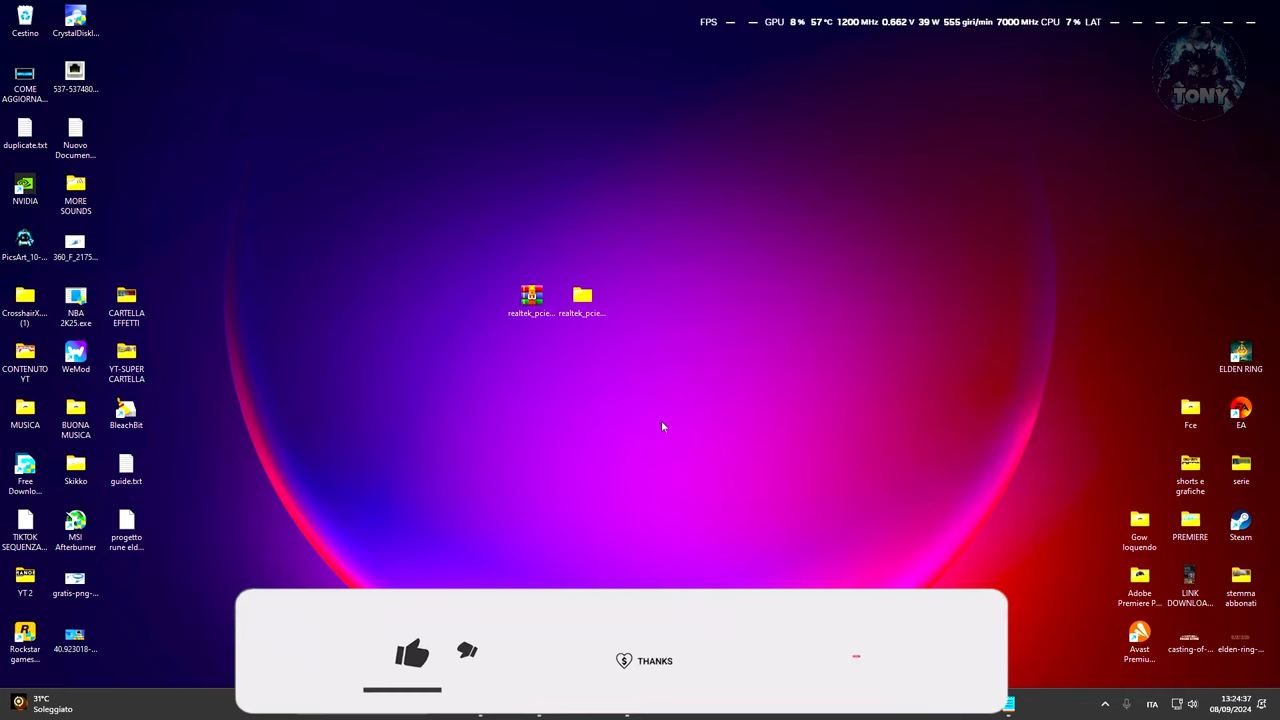 FPS — — GPU 8 % 57 °C 1200 MHz 0.662 V 39 W 555 giri/min 7000 MHz CPU 7 % LAT — — — — — — —
TONY
Cestino
CrystalDiskI...
COME
AGGIORNA...
537-537480...
duplicate.txt
Nuovo
Documen...
NVIDIA
MORE
SOUNDS
PicsArt_10-...
360_F_2175...
CrosshairX....
(1)
NBA
2K25.exe
CARTELLA
EFFETTI
realtek_pcie...
realtek_pcie...
CONTENUTO
YT
WeMod
YT-SUPER
CARTELLA
ELDEN RING
MUSICA
BUONA
MUSICA
BleachBit
Fce
EA
Free
Downlo...
Skikko
guide.txt
shorts e
grafiche
serie
TIKTOK
SEQUENZA...
MSI
Afterburner
progetto
rune eld...
Gow
loquendo
PREMIERE
Steam
YT 2
gratis-png-...
Adobe
Premiere P...
LINK
DOWNLOA...
stemma
abbonati
Rockstar
games...
40.923018-...
Avast
Premiu...
casting-of-...
elden-ring-...
THANKS
31°C
Soleggiato
ITA
13:24:37
08/09/2024